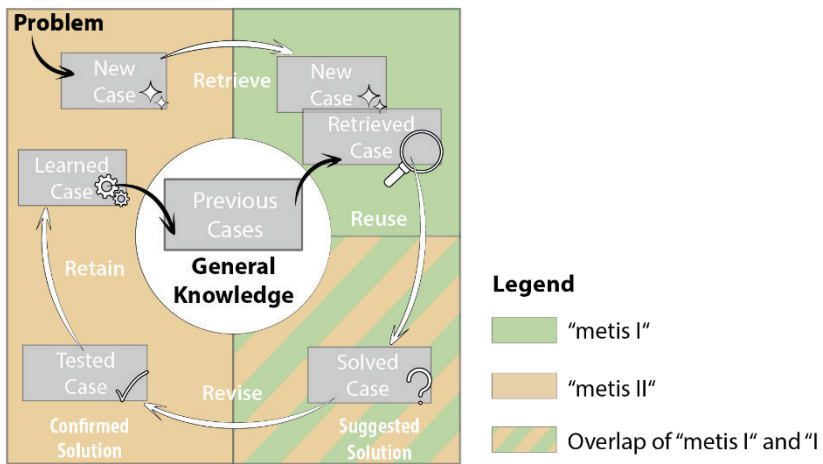 Problem
New
Case
Retrieve
New
Case
Retrieved
Case
Learned
Case
Previous
Cases
Reuse
General
Knowledge
Retain
Tested
Case
Revise
Solved
Case
?
Confirmed
Solution
Suggested
Solution
Legend
“metis I“
“metis II“
Overlap of “metis I“ and “I